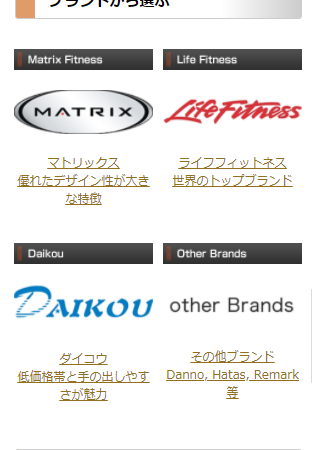 ブランドから選ぶ
Matrix Fitness
Life Fitness
MATRIX
LifeFitness
マトリックス
優れたデザイン性が大き
な特徴
ライフフィットネス
世界のトップブランド
Daikou
Other Brands
DAIKOU
other Brands
ダイコウ
低価格帯と手の出しやす
さが魅力
その他ブランド
Danno, Hatas, Remark
等